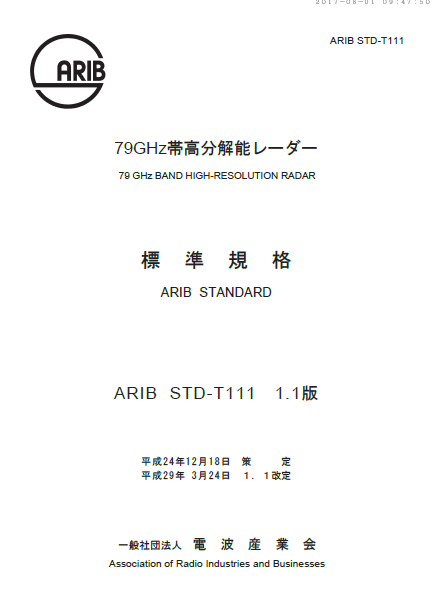 2017-08-01 09:47:50
ARIB STD-T111
ARIB
79GHz帯高分解能レーダー
79 GHz BAND HIGH-RESOLUTION RADAR
標 準 規 格
ARIB STANDARD
ARIB STD-T111 1.1版
平成24年12月18日 策 定
平成29年 3月24日 1. 1改定
一般社団法人 電 波 産 業 会
Association of Radio Industries and Businesses